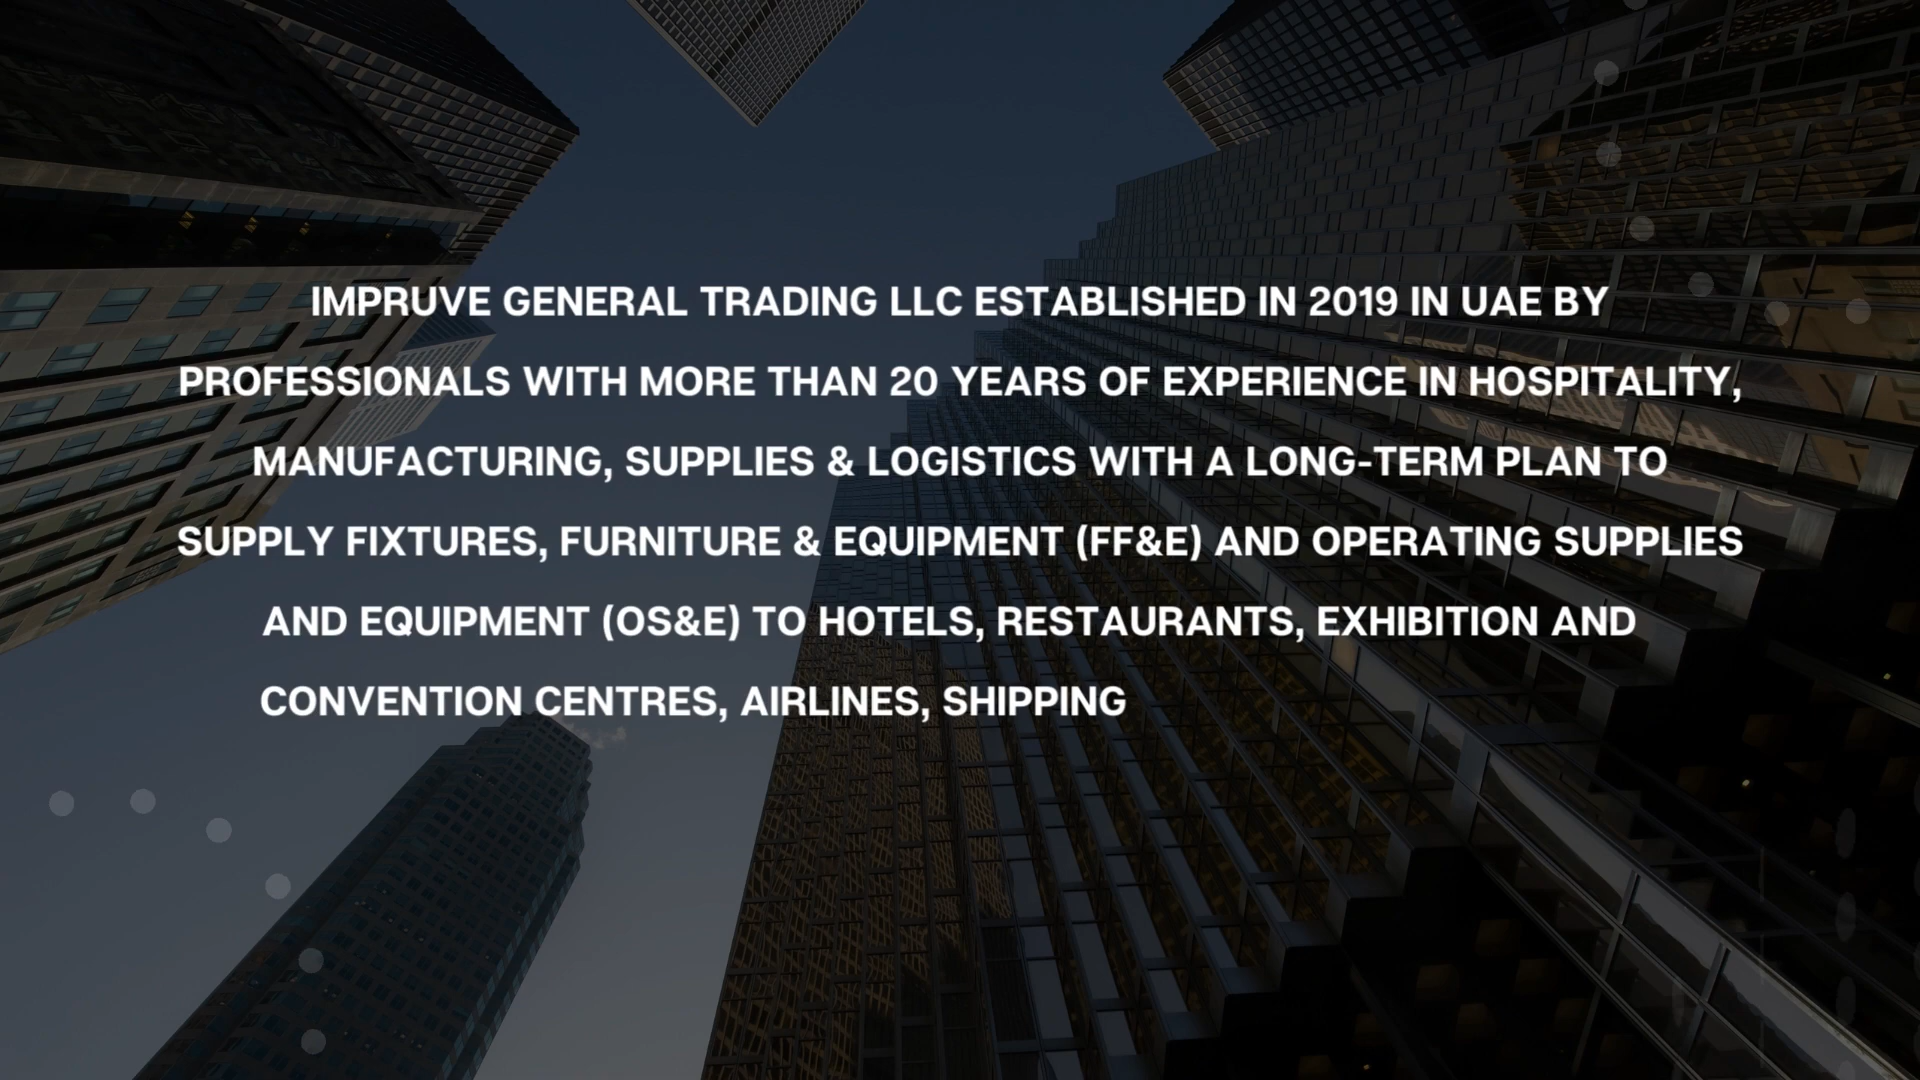 IMPRUVE GENERAL TRADING LLC ESTABLISHED IN 2019 IN UAE BY
PROFESSIONALS WITH MORE THAN 20 YEARS OF EXPERIENCE IN HOSPITALITY,
MANUFACTURING, SUPPLIES & LOGISTICS WITH A LONG-TERM PLAN TO
SUPPLY FIXTURES, FURNITURE & EQUIPMENT (FF&E) AND OPERATING SUPPLIES
AND EQUIPMENT (OS&E) TO HOTELS, RESTAURANTS, EXHIBITION AND
CONVENTION CENTRES, AIRLINES, SHIPPING